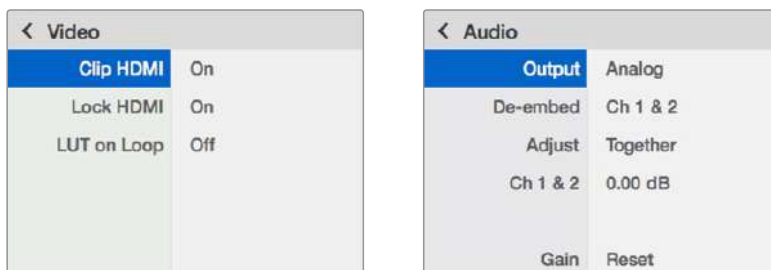 < Video
Clip HDMI On
Lock HDMI On
LUT on Loop Off
< Audio
Output Analog
De-embed Ch 1 & 2
Adjust Together
Ch 1 & 2 0.00 dB
Gain Reset